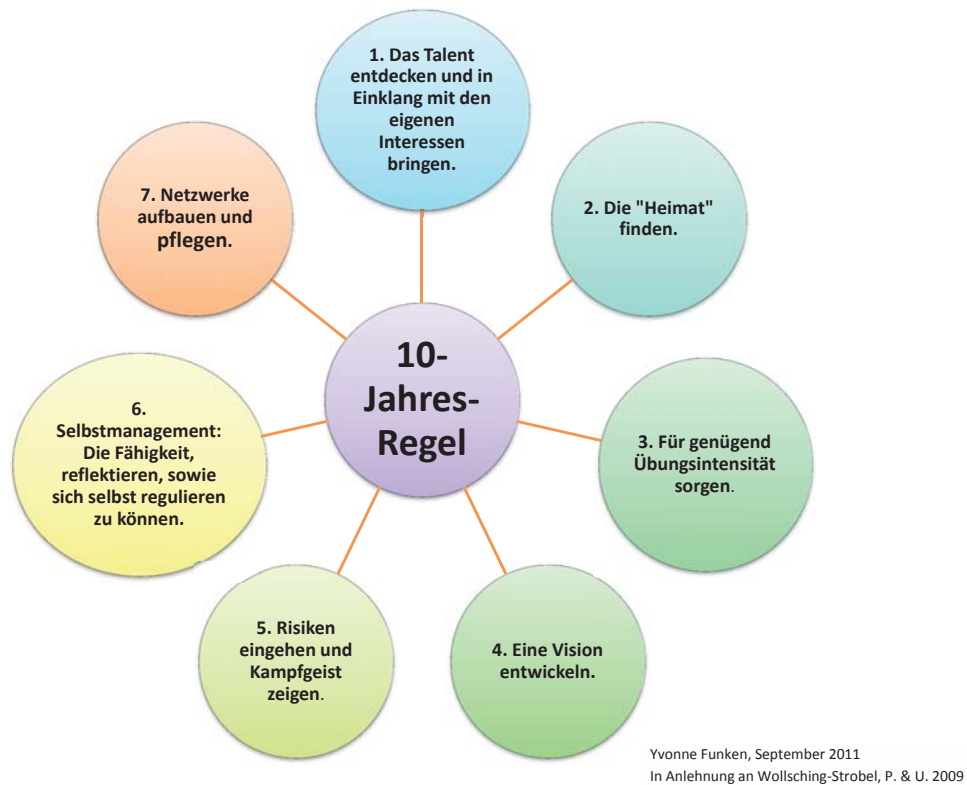 1. Das Talent
entdecken und in
Einklang mit den
eigenen
Interessen
bringen.
2. Die "Heimat"
finden.
3. Für genügend
Übungsintensität
sorgen.
4. Eine Vision
entwickeln.
5. Risiken
eingehen und
Kampfgeist
zeigen.
6.
Selbstmanagement:
Die Fähigkeit,
reflektieren, sowie
sich selbst regulieren
zu können.
7. Netzwerke
aufbauen und
pflegen.
10-
Jahres-
Regel
Yvonne Funken, September 2011
In Anlehnung an Wollsching-Strobel, P. & U. 2009